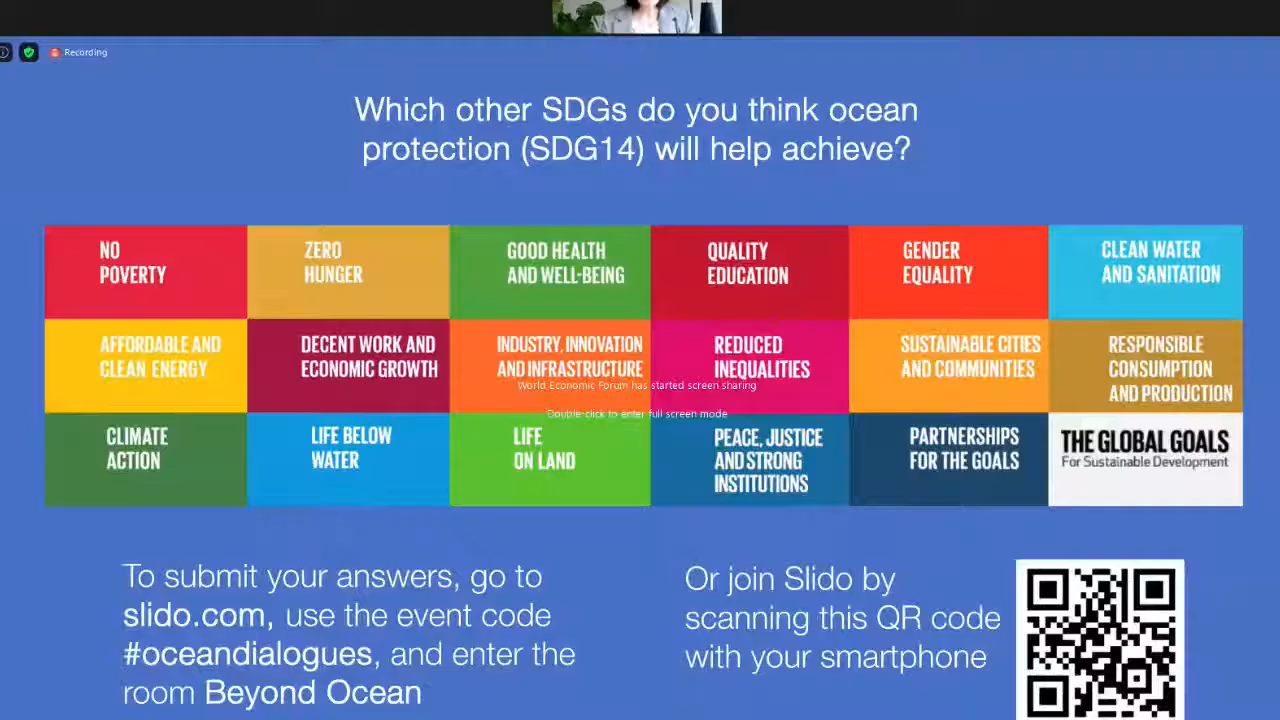 Recording
Which other SDGs do you think ocean
protection (SDG14) will help achieve?
NO
POVERTY
ZERO
HUNGER
GOOD HEALTH
AND WELL-BEING
QUALITY
EDUCATION
GENDER
EQUALITY
CLEAN WATER
AND SANITATION
AFFORDABLE AND
CLEAN ENERGY
DECENT WORK AND
ECONOMIC GROWTH
INDUSTRY, INNOVATION
AND INFRASTRUCTURE
REDUCED
INEQUALITIES
SUSTAINABLE CITIES
AND COMMUNITIES
RESPONSIBLE
CONSUMPTION
AND PRODUCTION
World Economic Forum has started screen sharing
Double-click to enter full screen mode
CLIMATE
ACTION
LIFE BELOW
WATER
LIFE
ON LAND
PEACE, JUSTICE
AND STRONG
INSTITUTIONS
PARTNERSHIPS
FOR THE GOALS
THE GLOBAL GOALS
For Sustainable Development
To submit your answers, go to
slido.com, use the event code
#oceandialogues, and enter the
room Beyond Ocean
Or join Slido by
scanning this QR code
with your smartphone